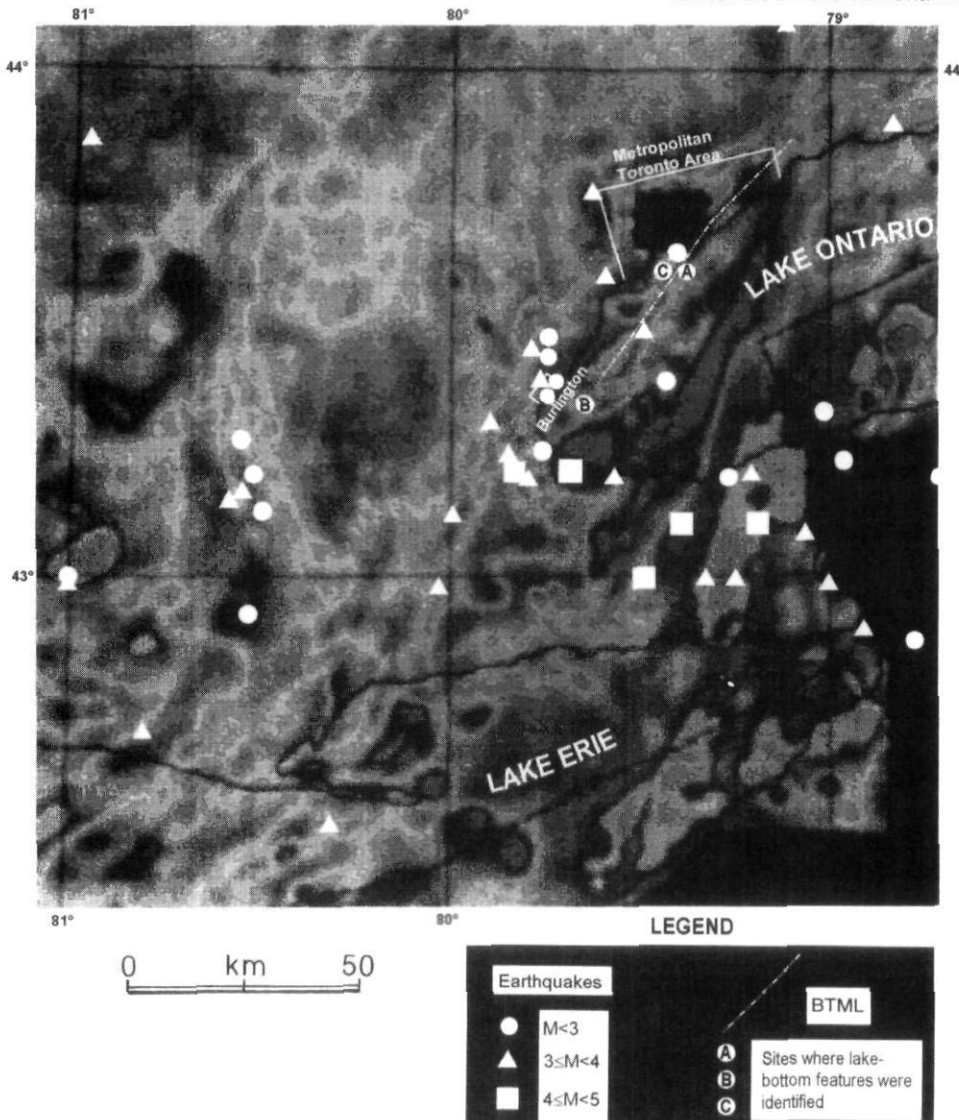 81°
80°
79°
44°
44
Metropolitan
Toronto Area
LAKE ONTARIO
C A
Burlington
B
43°
LAKE ERIE
81°
80°
LEGEND
0 km 50
Earthquakes
M<3
3≤M<4
4≤M<5
BTML
A
B
C
Sites where lake-
bottom features were
identified